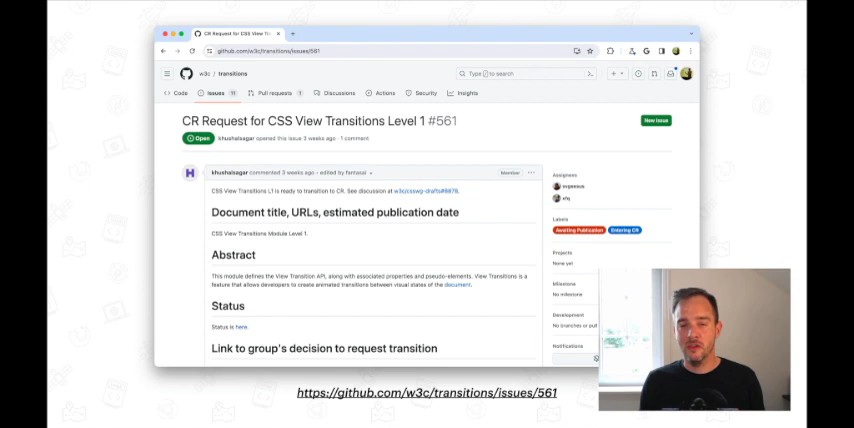 CR Request for CSS View Tra
github.com/w3c/transitions/issues/561
w3c / transitions
Type / to search
Code
Issues 11
Pull requests 1
Discussions
Actions
Security
Insights
CR Request for CSS View Transitions Level 1 #561
New issue
Open
khushalsagar opened this issue 3 weeks ago · 1 comment
khushalsagar commented 3 weeks ago · edited by fantasai
Member
CSS View Transitions L1 is ready to transition to CR. See discussion at w3c/csswg-drafts#8878.
Document title, URLs, estimated publication date
CSS View Transitions Module Level 1.
Abstract
This module defines the View Transition API, along with associated properties and pseudo-elements. View Transitions is a
feature that allows developers to create animated transitions between visual states of the document.
Status
Status is here.
Link to group's decision to request transition
Assignees
svgeesus
xfq
Labels
Awaiting Publication
Entering CR
Projects
None yet
Milestone
No milestone
Development
No branches or pull
Notifications
https://github.com/w3c/transitions/issues/561